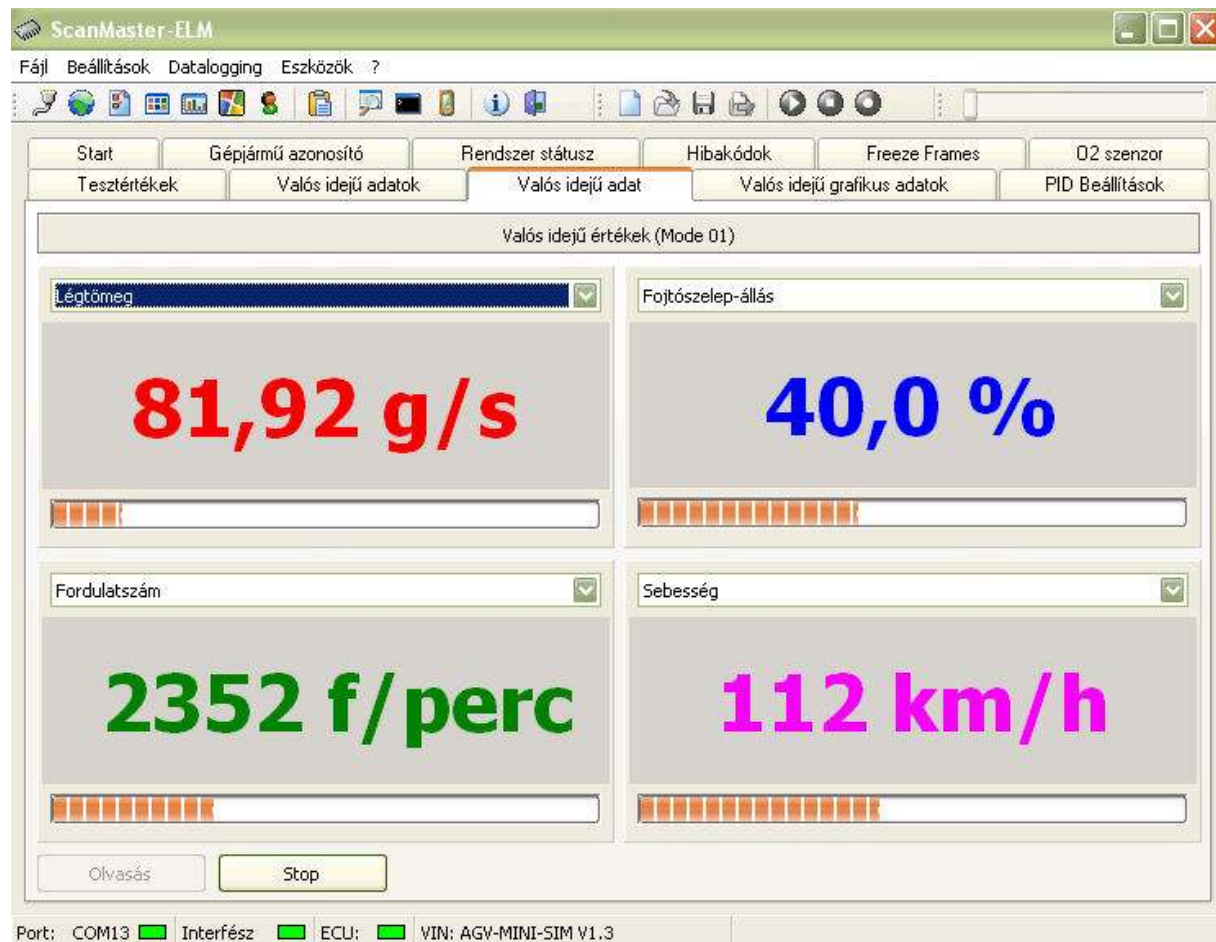 ScanMaster-ELM
Fájl Beállítások Datalogging Eszközök ?
Start Gépjármű azonosító Rendszer státusz Hibakódok Freeze Frames O2 szenzor
Tesztértékek Valós idejű adatok Valós idejű adat Valós idejű grafikus adatok PID Beállítások
Valós idejű értékek (Mode 01)
Légtömeg Fojtószelep-állás
81,92 g/s 40,0 %
Fordulatszám Sebesség
2352 f/perc 112 km/h
Olvasás Stop
Port: COM13 Interfész ECU: VIN: AGV-MINI-SIM V1.3